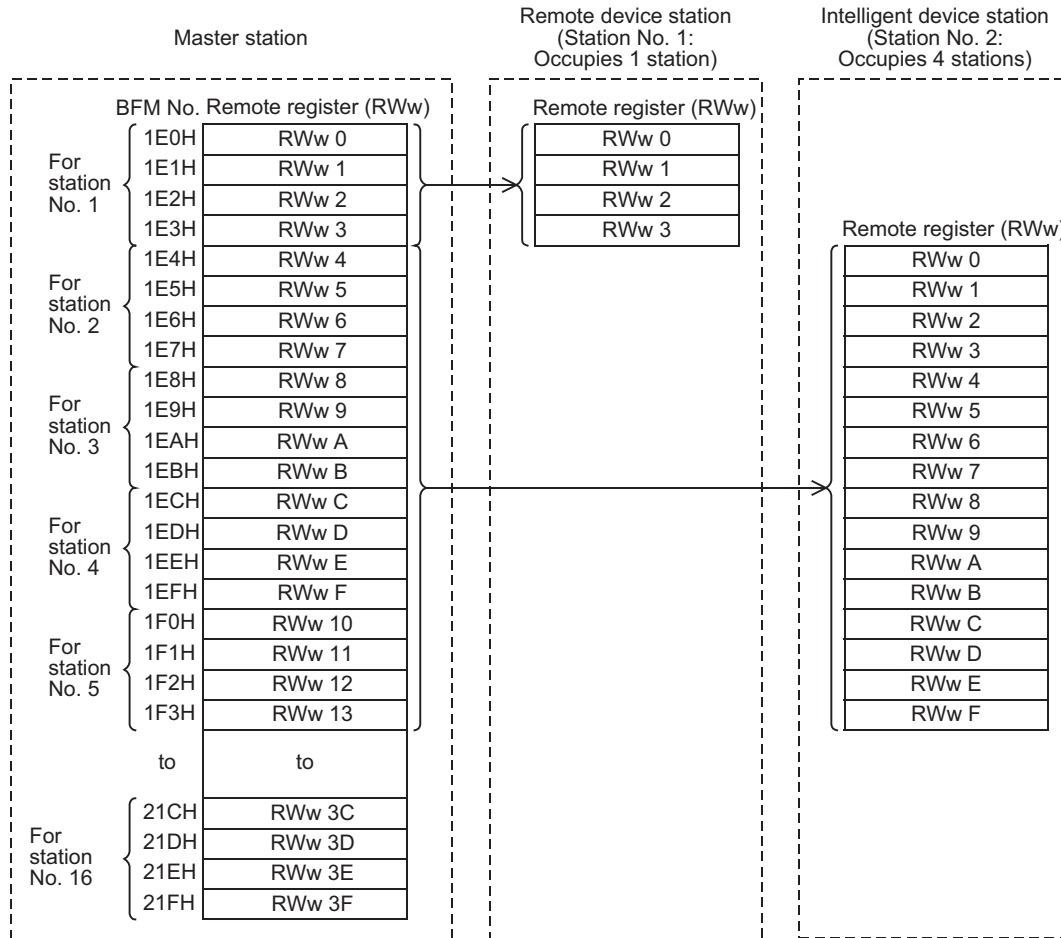 Master station
Remote device station
(Station No. 1:
Occupies 1 station)
Intelligent device station
(Station No. 2:
Occupies 4 stations)
BFM No. Remote register (RWw)
For
station
No. 1
1E0H RWw 0
1E1H RWw 1
1E2H RWw 2
1E3H RWw 3
For
station
No. 2
1E4H RWw 4
1E5H RWw 5
1E6H RWw 6
1E7H RWw 7
For
station
No. 3
1E8H RWw 8
1E9H RWw 9
1EAH RWw A
1EBH RWw B
For
station
No. 4
1ECH RWw C
1EDH RWw D
1EEH RWw E
1EFH RWw F
For
station
No. 5
1F0H RWw 10
1F1H RWw 11
1F2H RWw 12
1F3H RWw 13
to to
For
station
No. 16
21CH RWw 3C
21DH RWw 3D
21EH RWw 3E
21FH RWw 3F
Remote register (RWw)
RWw 0
RWw 1
RWw 2
RWw 3
Remote register (RWw)
RWw 0
RWw 1
RWw 2
RWw 3
RWw 4
RWw 5
RWw 6
RWw 7
RWw 8
RWw 9
RWw A
RWw B
RWw C
RWw D
RWw E
RWw F